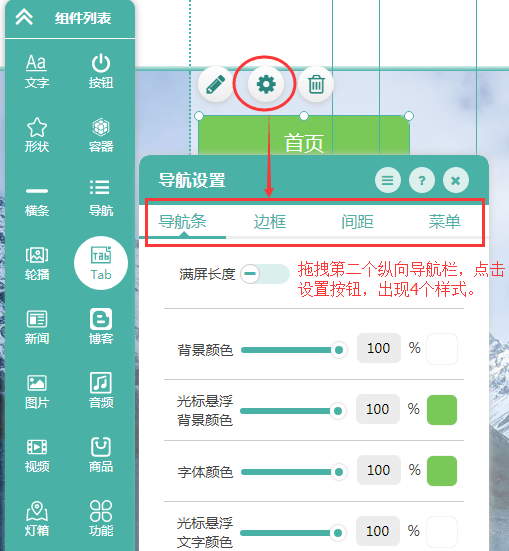 组件列表
Aa
文字
按钮
形状
容器
横条
导航
轮播
Tab
Tab
新闻
博客
图片
音频
视频
商品
灯箱
功能
首页
导航设置
?
导航条
边框
间距
菜单
满屏长度
拖拽第二个纵向导航栏，点击
设置按钮，出现4个样式。
背景颜色
100 %
光标悬浮
背景颜色
100 %
字体颜色
100 %
光标悬浮
文字颜色
100 %